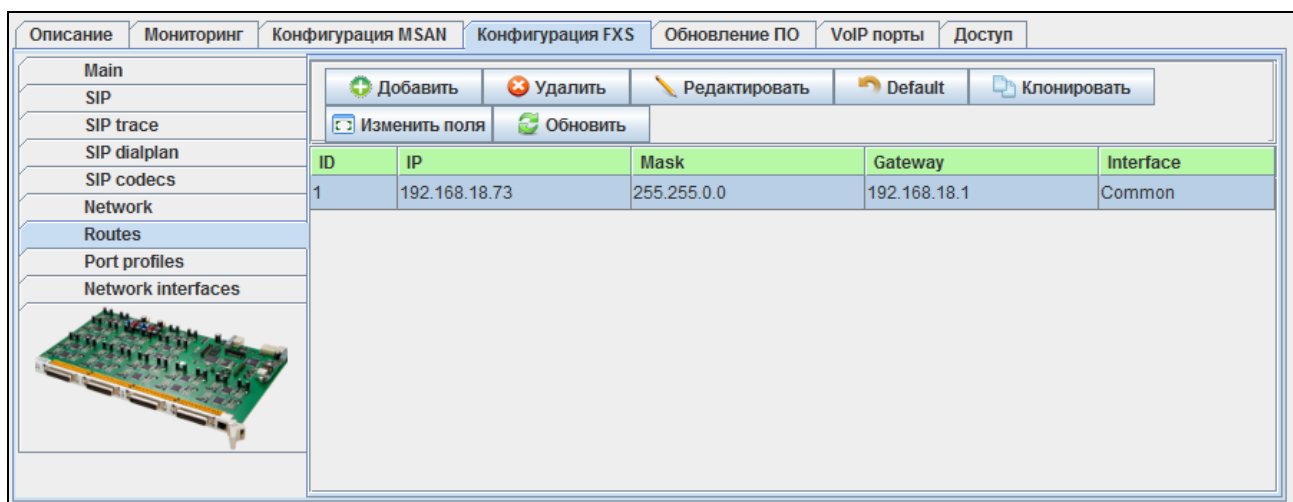 Описание Мониторинг Конфигурация MSAN Конфигурация FXS Обновление ПО VoIP порты Доступ
Main
SIP
SIP trace
SIP dialplan
SIP codecs
Network
Routes
Port profiles
Network interfaces
Добавить Удалить Редактировать Default Клонировать
Изменить поля Обновить
ID IP Mask Gateway Interface
1 192.168.18.73 255.255.0.0 192.168.18.1 Common